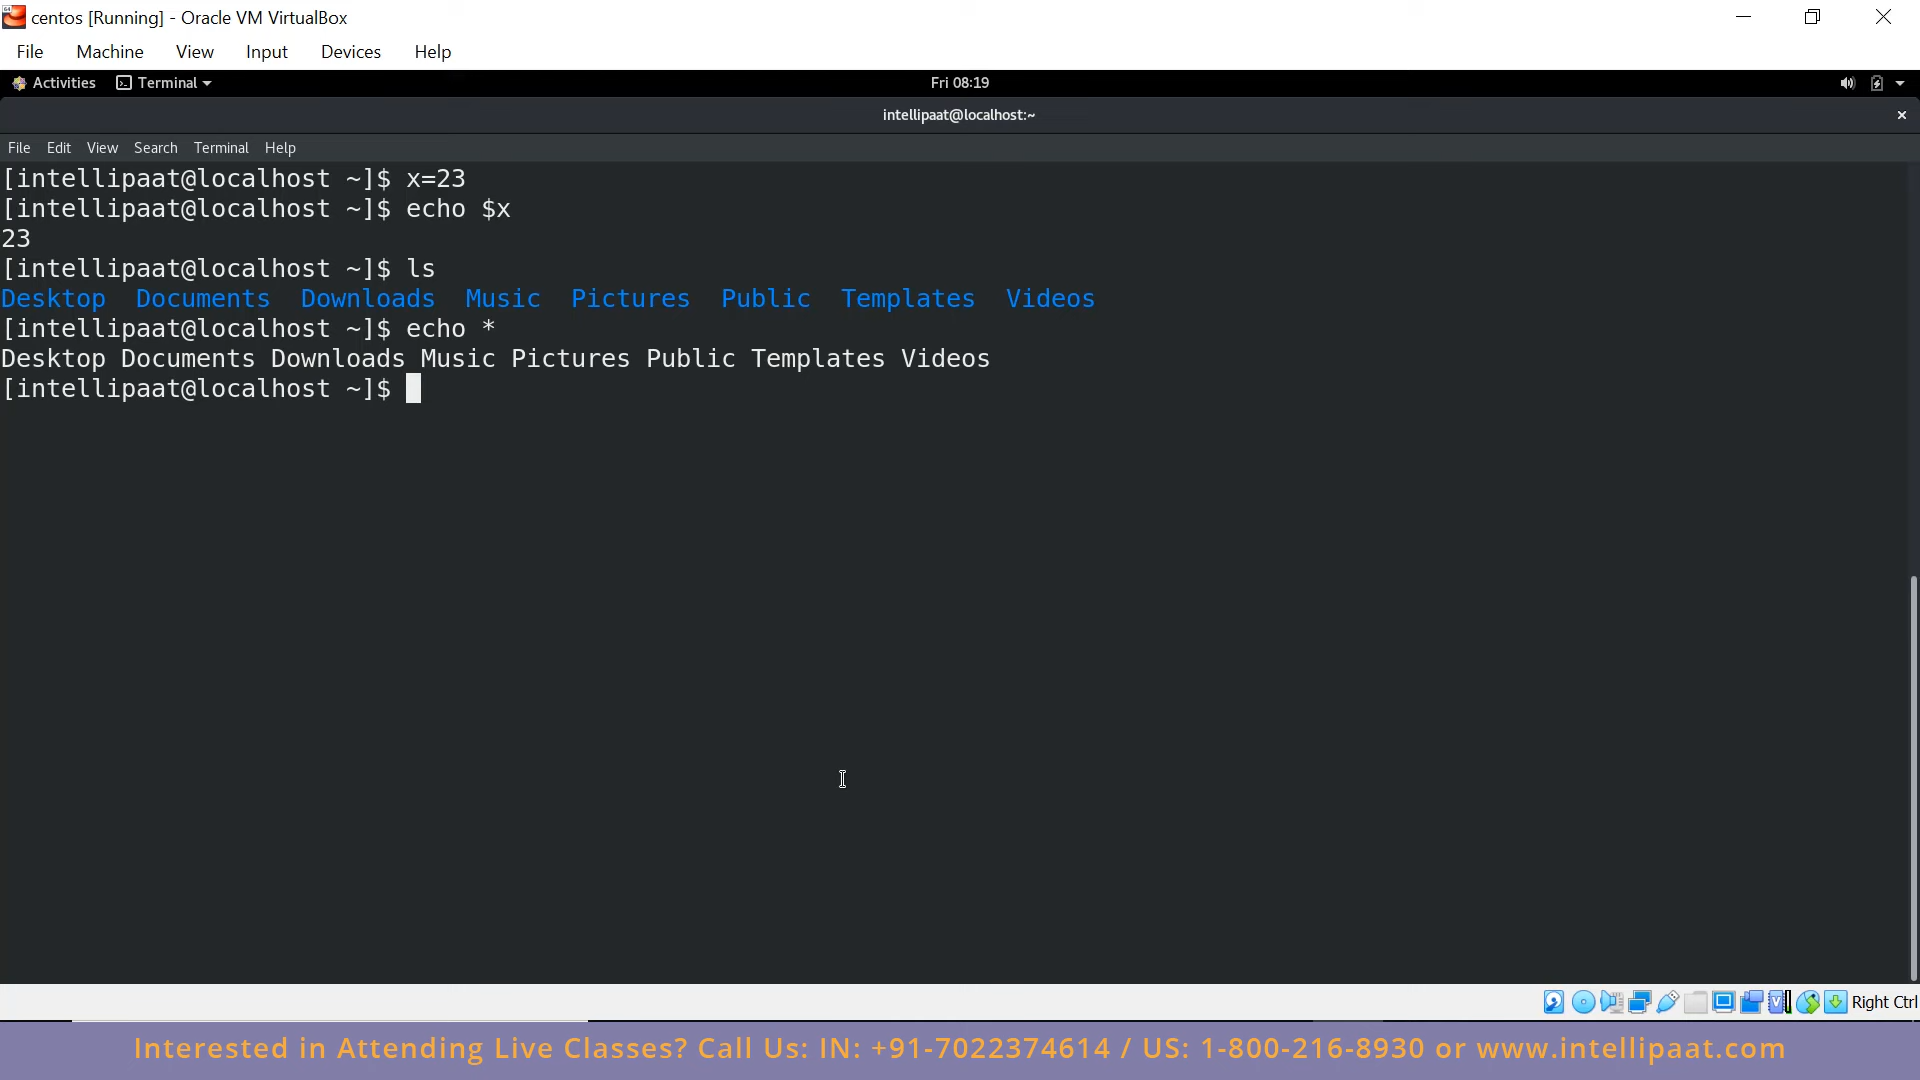 centos [Running] - Oracle VM VirtualBox
File Machine View Input Devices Help
Activities Terminal Fri 08:19
intellipaat@localhost:~
File Edit View Search Terminal Help
[intellipaat@localhost ~]$ x=23
[intellipaat@localhost ~]$ echo $x
23
[intellipaat@localhost ~]$ ls
Desktop Documents Downloads Music Pictures Public Templates Videos
[intellipaat@localhost ~]$ echo *
Desktop Documents Downloads Music Pictures Public Templates Videos
[intellipaat@localhost ~]$
Right Ctrl
Interested in Attending Live Classes? Call Us: IN: +91-7022374614 / US: 1-800-216-8930 or www.intellipaat.com